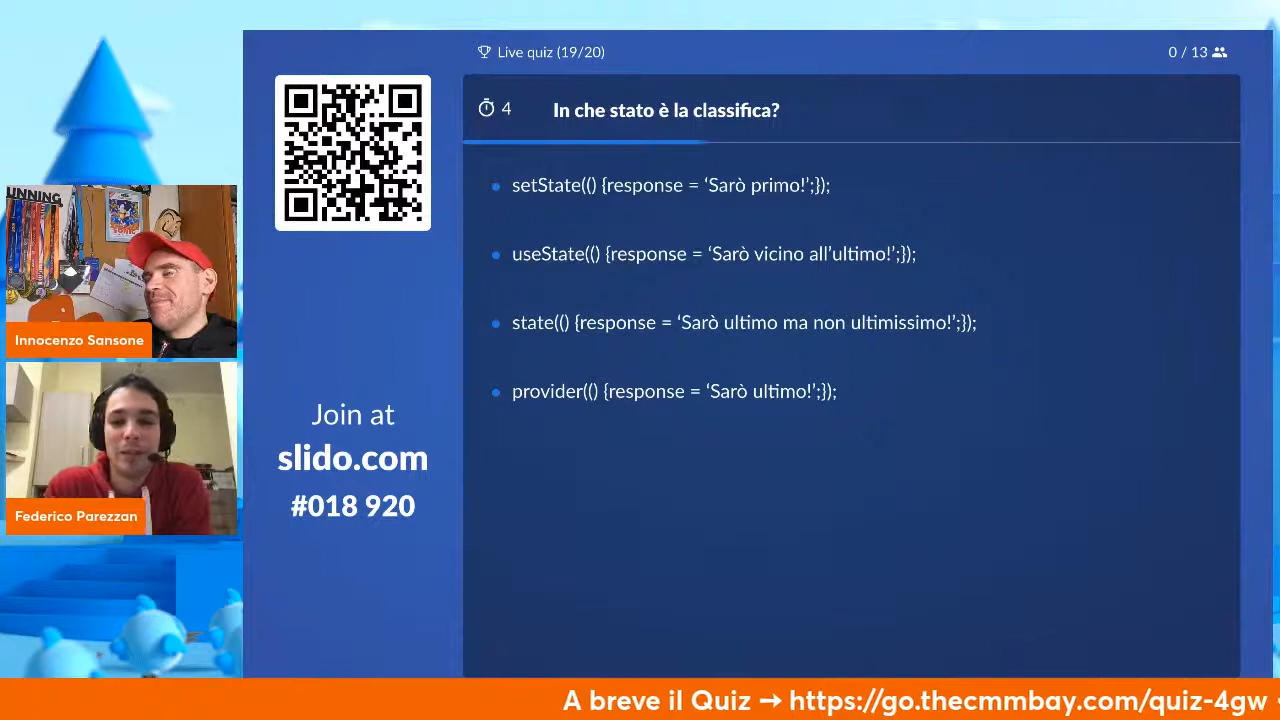 Live quiz (19/20)
0 / 13
4
In che stato è la classifica?
setState(() {response = ‘Sarò primo!’;});
useState(() {response = ‘Sarò vicino all’ultimo!’;});
state(() {response = ‘Sarò ultimo ma non ultimissimo!’;});
provider(() {response = ‘Sarò ultimo!’;});
Join at
slido.com
#018 920
UNNING
SONIC
Innocenzo Sansone
Federico Parezzan
A breve il Quiz → https://go.thecmmbay.com/quiz-4gw